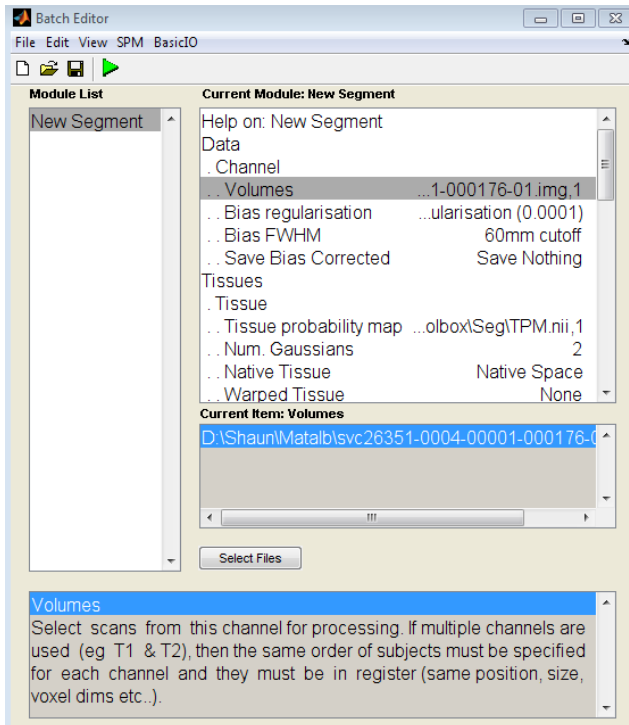 Batch Editor
File Edit View SPM BasicIO
Module List
New Segment
Current Module: New Segment
Help on: New Segment
Data
. Channel
. . Volumes ...1-000176-01.img,1
. . Bias regularisation ...ularisation (0.0001)
. . Bias FWHM 60mm cutoff
. . Save Bias Corrected Save Nothing
Tissues
. Tissue
. . Tissue probability map ...olbox\Seg\TPM.nii,1
. . Num. Gaussians 2
. . Native Tissue Native Space
. . Warped Tissue None
Current Item: Volumes
D:\Shaun\Matalb\svc26351-0004-00001-000176-0
Select Files
Volumes
Select scans from this channel for processing. If multiple channels are
used (eg T1 & T2), then the same order of subjects must be specified
for each channel and they must be in register (same position, size,
voxel dims etc..).